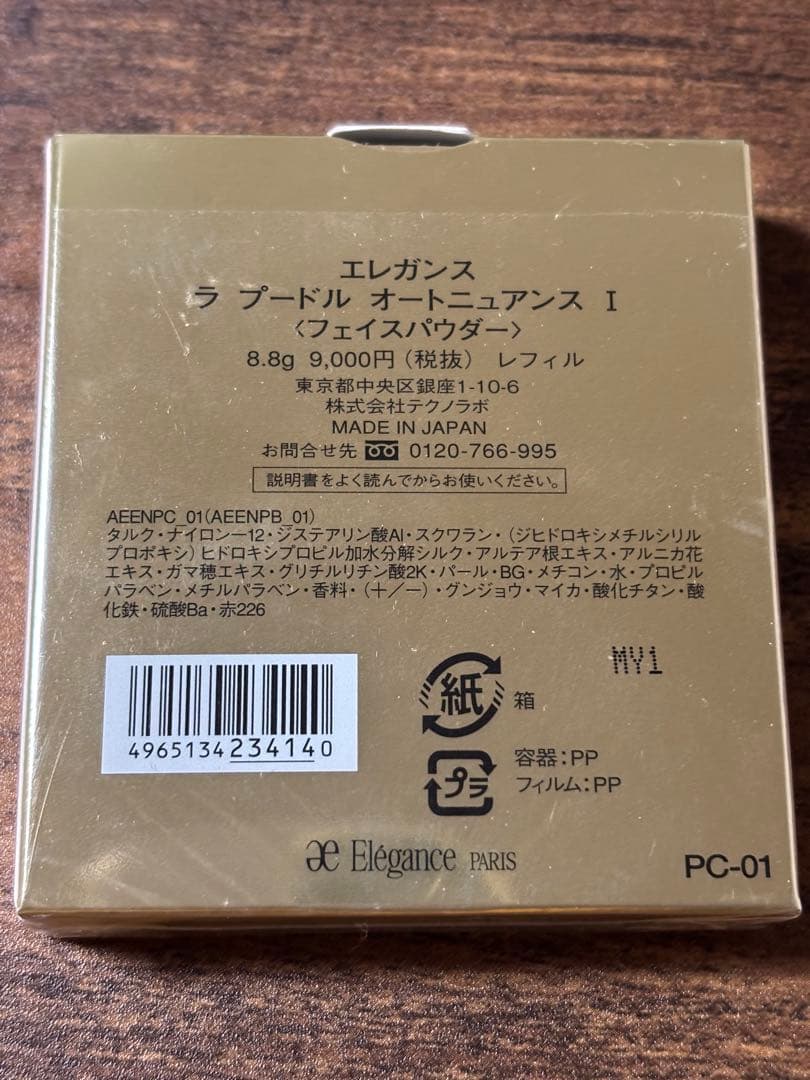 エレガンス
ラ プードル オートニュアンス I
〈フェイスパウダー〉
8.8g 9,000円(税抜) レフィル
東京都中央区銀座1-10-6
株式会社テクノラボ
MADE IN JAPAN
お問合せ先 0120-766-995
説明書をよく読んでからお使いください。
AEENPC_01(AEENPB_01)
タルク・ナイロン-12・ジステアリン酸Al・スクワラン・(ジヒドロキシメチルシリル
プロポキシ)ヒドロキシプロピル加水分解シルク・アルテア根エキス・アルニカ花
エキス・ガマ穂エキス・グリチルリチン酸2K・パール・BG・メチコン・水・プロピル
パラベン・メチルパラベン・香料・(+/-)・グンジョウ・マイカ・酸化チタン・酸
化鉄・硫酸Ba・赤226
MY1
4965134234140
紙 箱
プラ 容器:PP
フィルム:PP
æ Elégance PARIS
PC-01